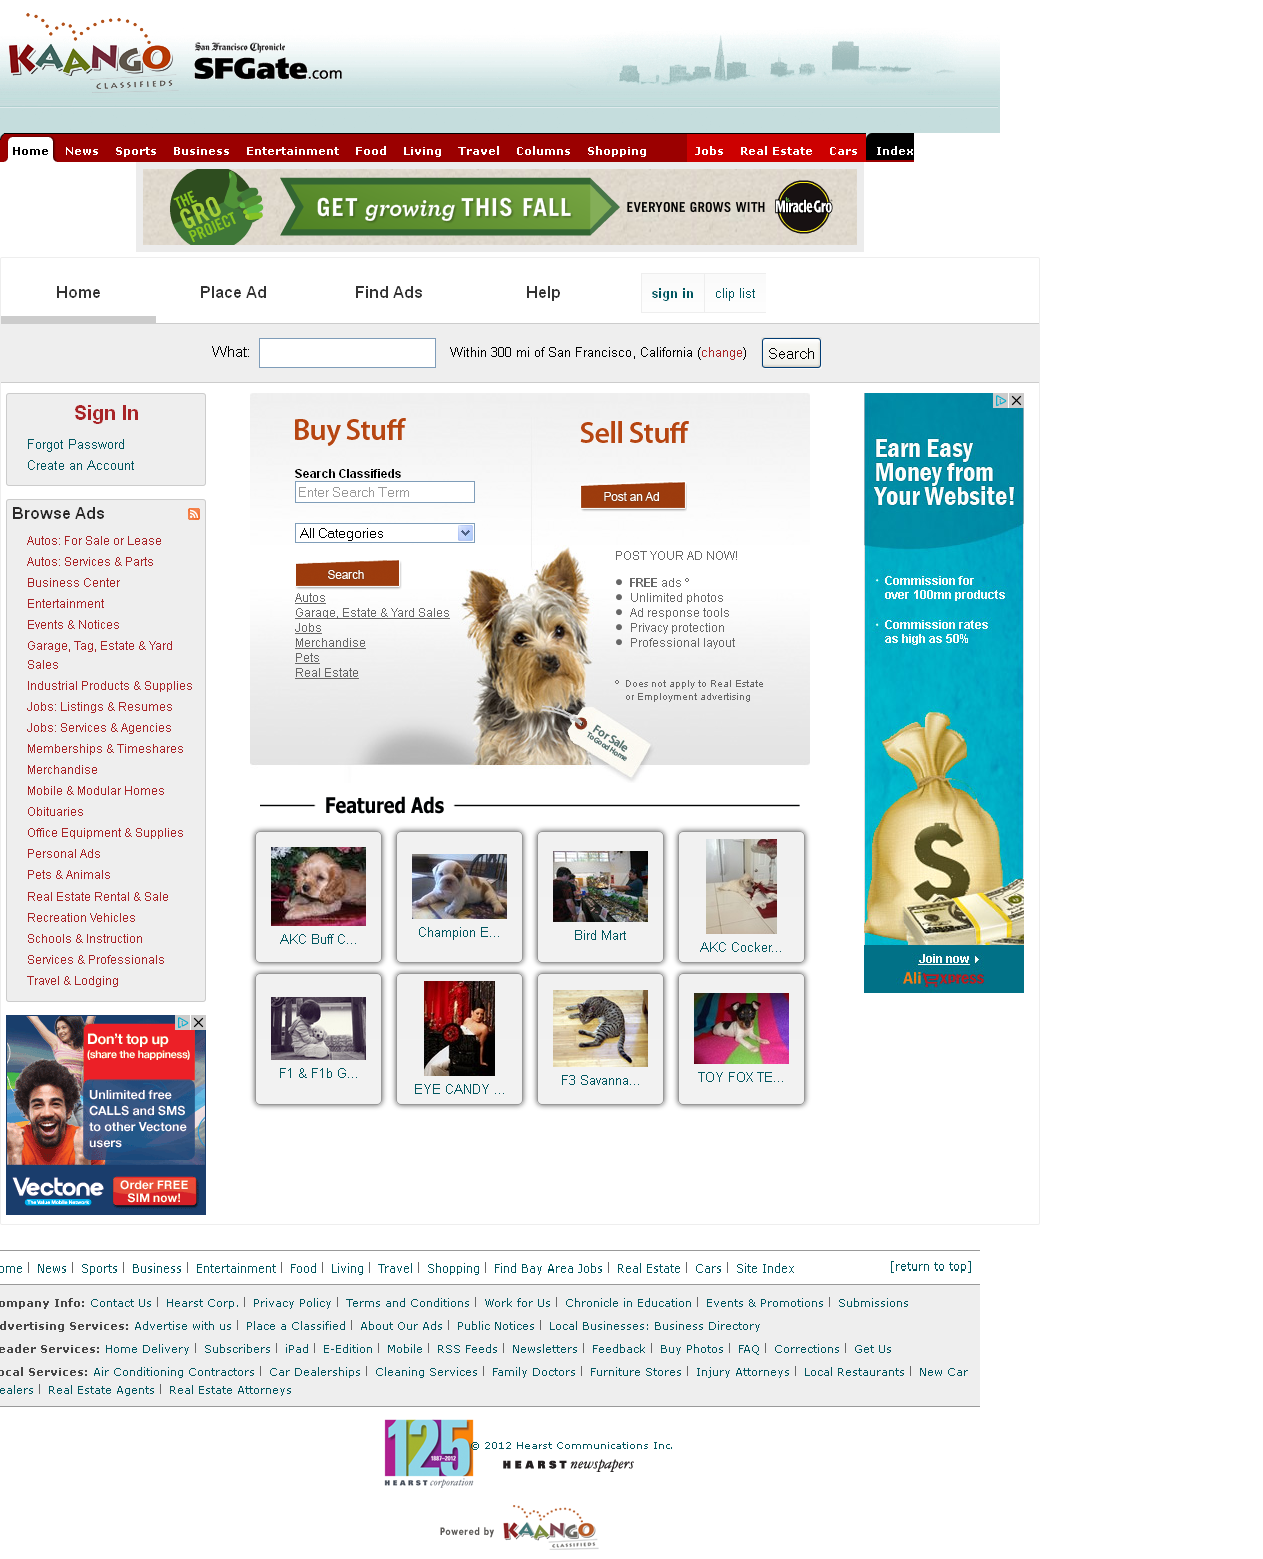 KAANGO
CLASSIFIEDS
San Francisco Chronicle
SFGate.com
Home News Sports Business Entertainment Food Living Travel Columns Shopping Jobs Real Estate Cars Index
THE GRO PROJECT
GET growing THIS FALL
EVERYONE GROWS WITH
Miracle Gro
Home Place Ad Find Ads Help sign in clip list
What: Within 300 mi of San Francisco, California (change) Search
Sign In
Forgot Password
Create an Account
Browse Ads
Autos: For Sale or Lease
Autos: Services & Parts
Business Center
Entertainment
Events & Notices
Garage, Tag, Estate & Yard
Sales
Industrial Products & Supplies
Jobs: Listings & Resumes
Jobs: Services & Agencies
Memberships & Timeshares
Merchandise
Mobile & Modular Homes
Obituaries
Office Equipment & Supplies
Personal Ads
Pets & Animals
Real Estate Rental & Sale
Recreation Vehicles
Schools & Instruction
Services & Professionals
Travel & Lodging
Don't top up
(share the happiness)
Unlimited free
CALLS and SMS
to other Vectone
users
Vectone
The Value Mobile Network
Order FREE
SIM now!
Buy Stuff
Search Classifieds
Enter Search Term
All Categories
Search
Autos
Garage, Estate & Yard Sales
Jobs
Merchandise
Pets
Real Estate
Sell Stuff
Post an Ad
POST YOUR AD NOW!
FREE ads °
Unlimited photos
Ad response tools
Privacy protection
Professional layout
° Does not apply to Real Estate
or Employment advertising
For Sale
To Good Home
Featured Ads
AKC Buff C...
Champion E...
Bird Mart
AKC Cocker...
F1 & F1b G...
EYE CANDY ...
F3 Savanna...
TOY FOX TE...
Earn Easy
Money from
Your Website!
Commission for
over 100mn products
Commission rates
as high as 50%
$
Join now
AliExpress
ome | News | Sports | Business | Entertainment | Food | Living | Travel | Shopping | Find Bay Area Jobs | Real Estate | Cars | Site Index [return to top]
ompany Info: Contact Us | Hearst Corp. | Privacy Policy | Terms and Conditions | Work for Us | Chronicle in Education | Events & Promotions | Submissions
dvertising Services: Advertise with us | Place a Classified | About Our Ads | Public Notices | Local Businesses: Business Directory
eader Services: Home Delivery | Subscribers | iPad | E-Edition | Mobile | RSS Feeds | Newsletters | Feedback | Buy Photos | FAQ | Corrections | Get Us
ocal Services: Air Conditioning Contractors | Car Dealerships | Cleaning Services | Family Doctors | Furniture Stores | Injury Attorneys | Local Restaurants | New Car
ealers | Real Estate Agents | Real Estate Attorneys
125
1887-2012
HEARST corporation
© 2012 Hearst Communications Inc.
HEARST newspapers
Powered by KAANGO
CLASSIFIEDS